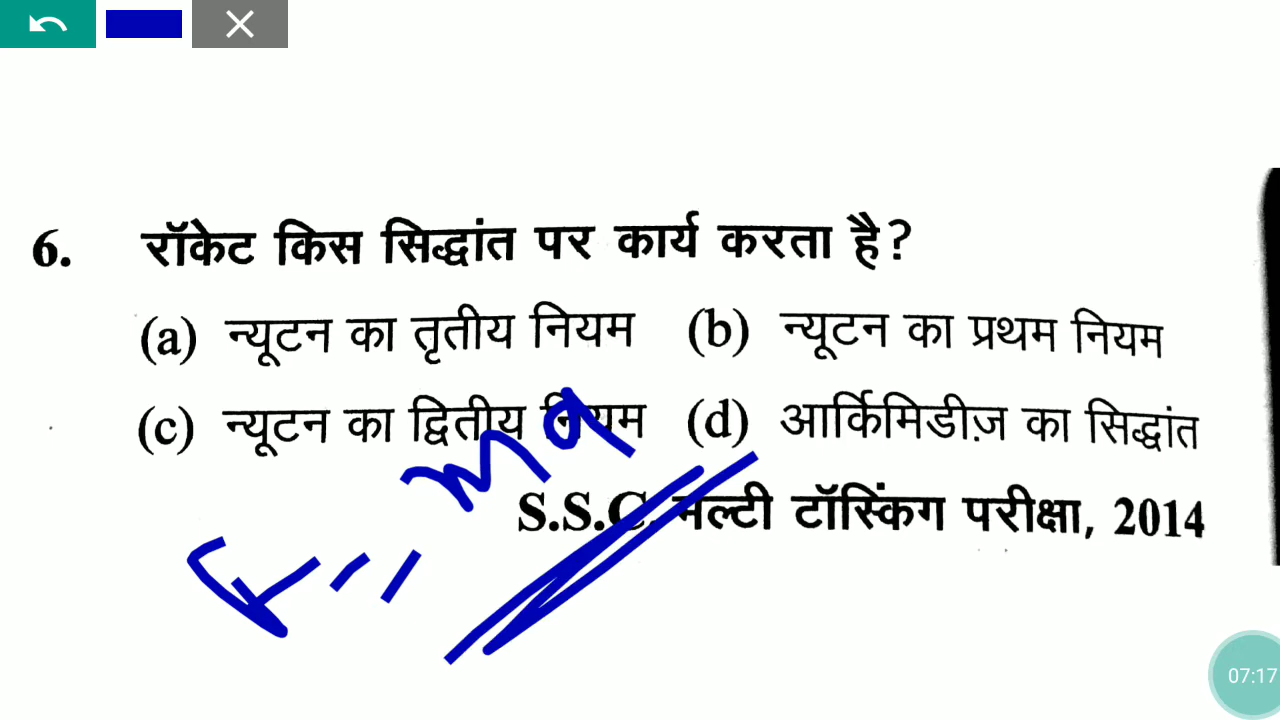 6. रॉकेट किस सिद्धांत पर कार्य करता है?
(a) न्यूटन का तृतीय नियम (b) न्यूटन का प्रथम नियम
(c) न्यूटन का द्वितीय नियम (d) आर्किमिडीज़ का सिद्धांत
S.S.C. मल्टी टॉस्किंग परीक्षा, 2014
F = ma
07:17